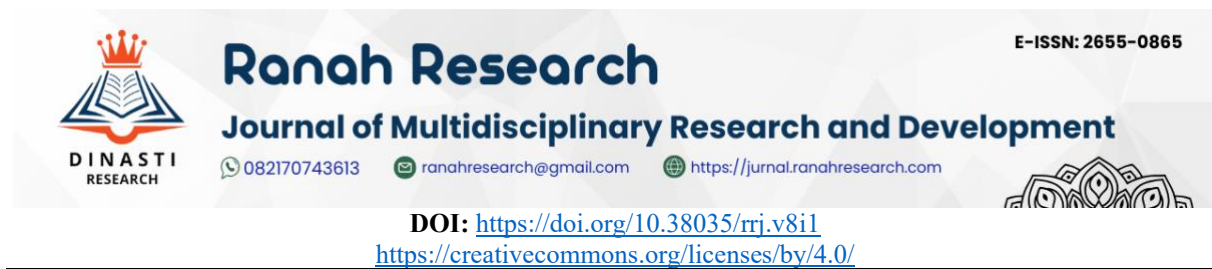 Ranah Research
E-ISSN: 2655-0865
Journal of Multidisciplinary Research and Development
DINASTI
RESEARCH
082170743613 ranahresearch@gmail.com https://jurnal.ranahresearch.com
DOI: https://doi.org/10.38035/rrj.v8i1
https://creativecommons.org/licenses/by/4.0/